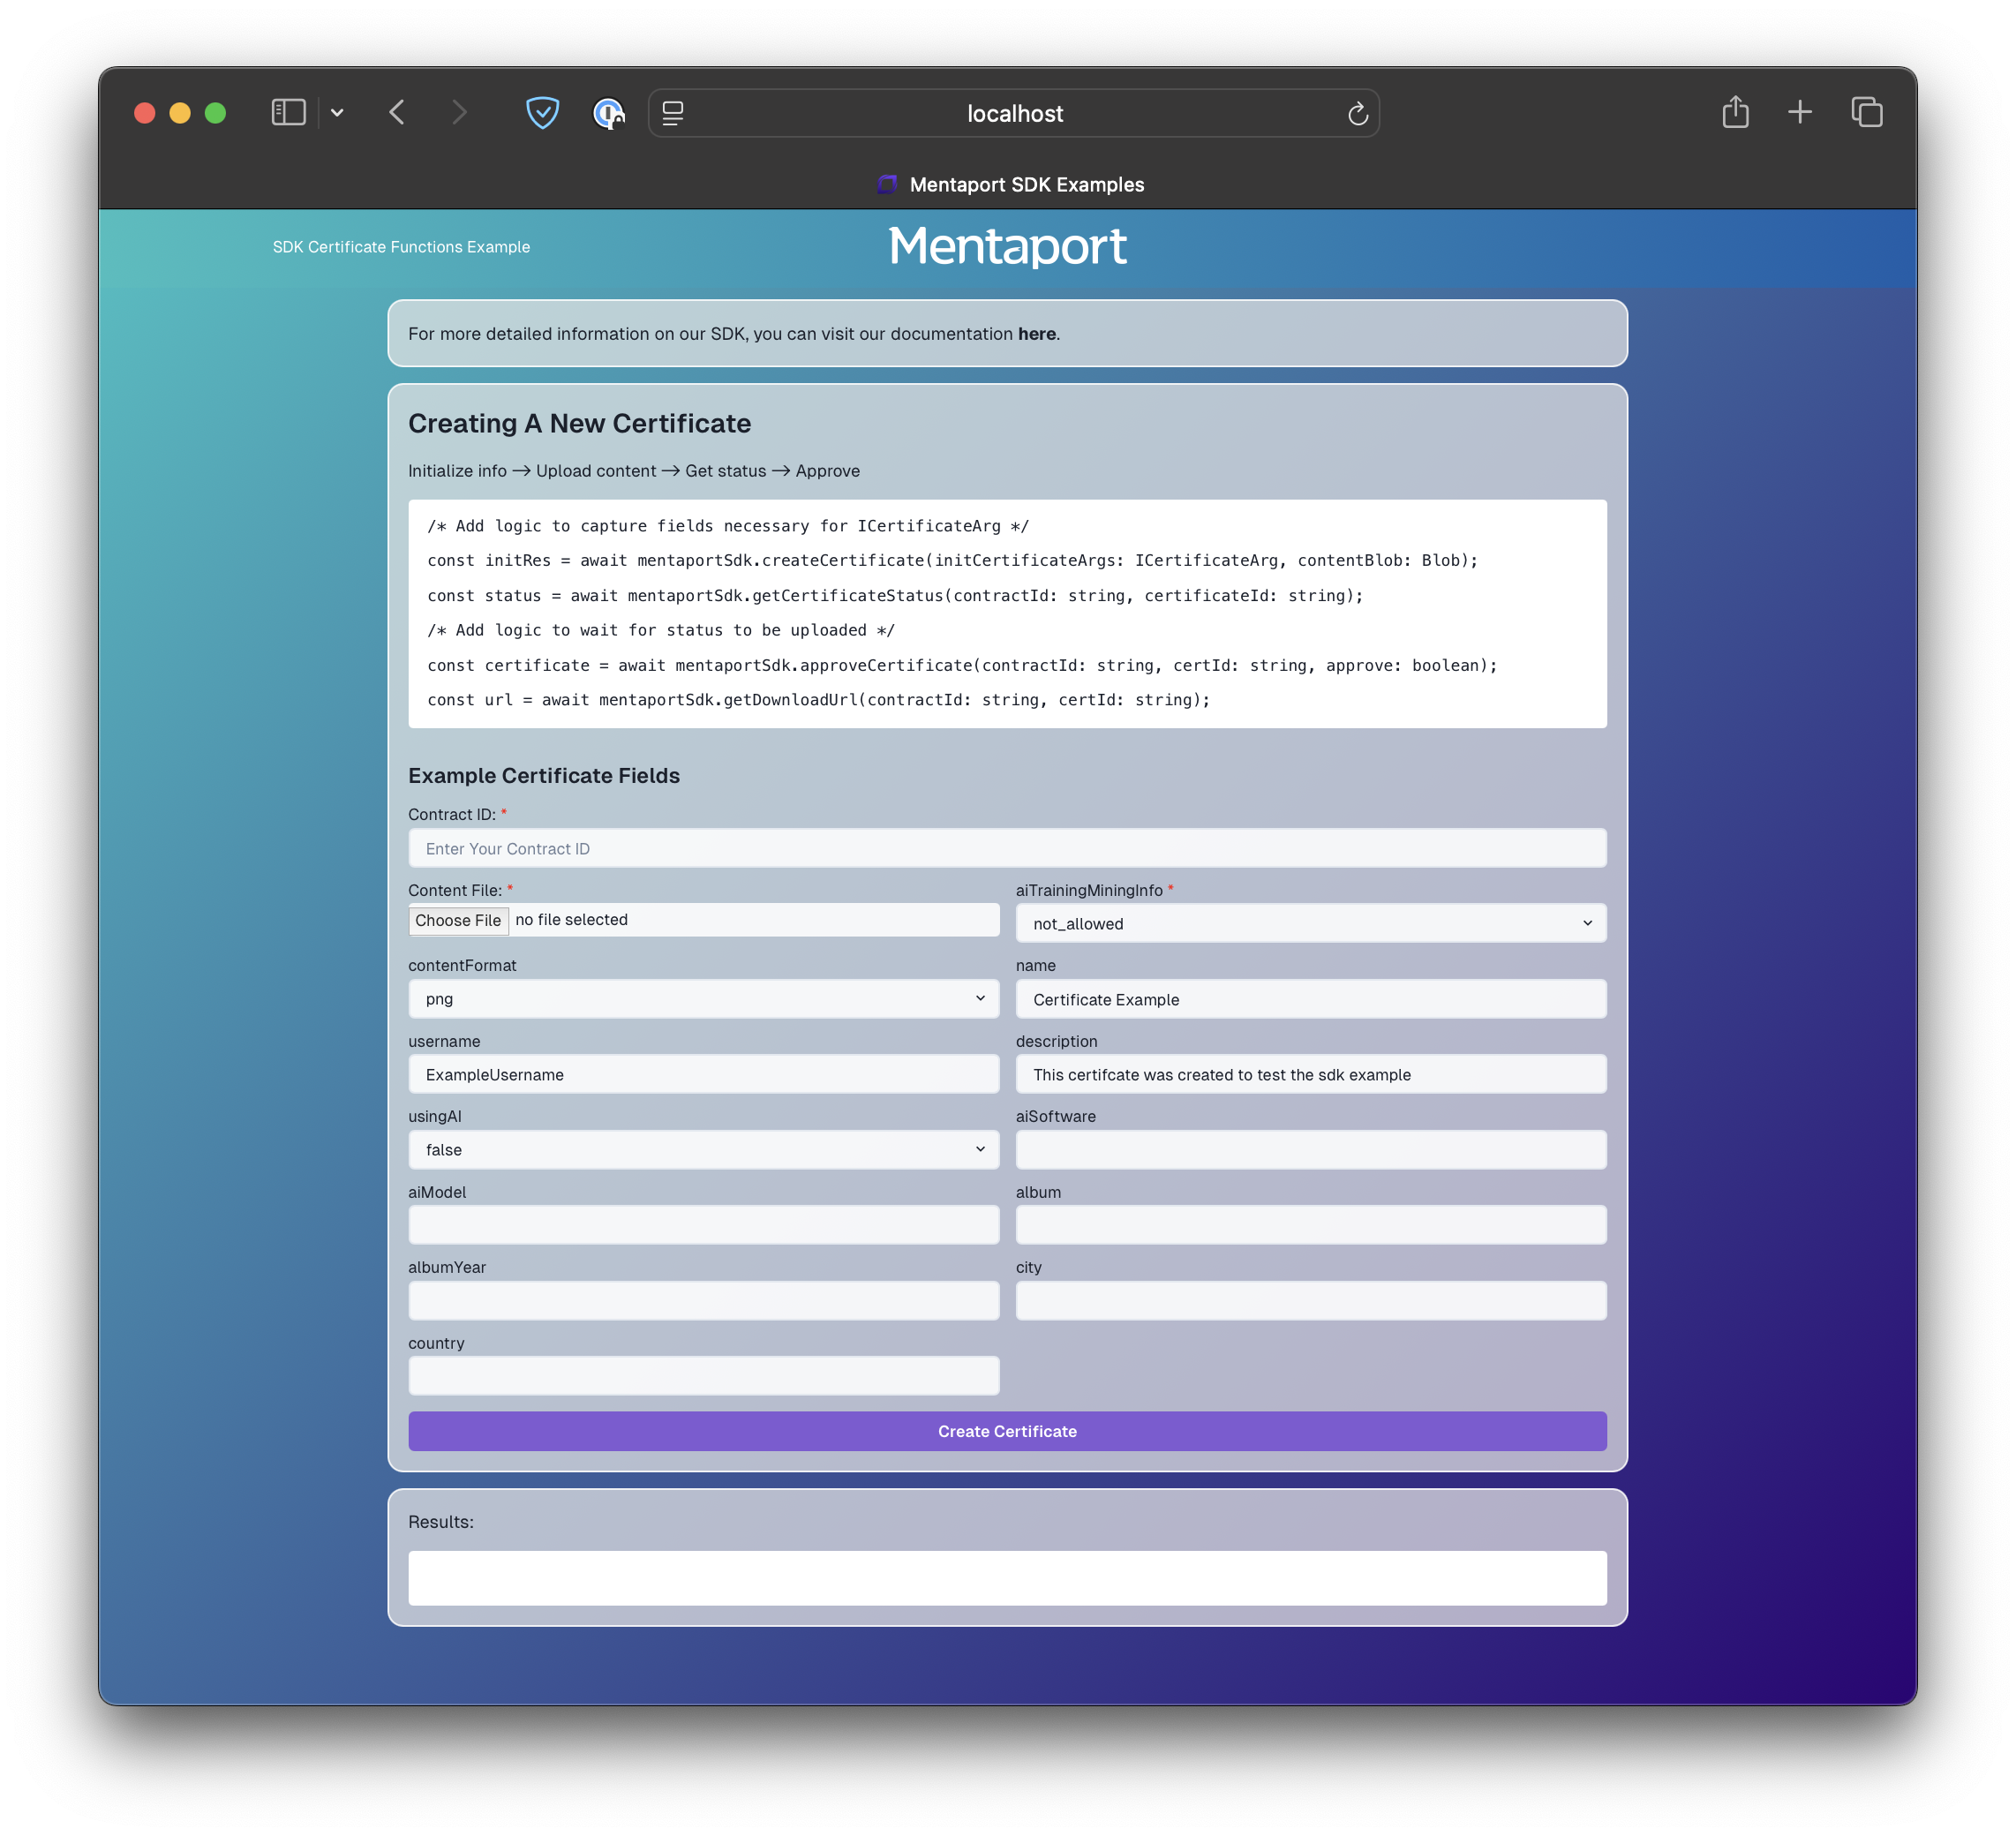 localhost
Mentaport SDK Examples
SDK Certificate Functions Example
Mentaport
For more detailed information on our SDK, you can visit our documentation here.
Creating A New Certificate
Initialize info → Upload content → Get status → Approve
/* Add logic to capture fields necessary for ICertificateArg */
const initRes = await mentaportSdk.createCertificate(initCertificateArgs: ICertificateArg, contentBlob: Blob);
const status = await mentaportSdk.getCertificateStatus(contractId: string, certificateId: string);
/* Add logic to wait for status to be uploaded */
const certificate = await mentaportSdk.approveCertificate(contractId: string, certId: string, approve: boolean);
const url = await mentaportSdk.getDownloadUrl(contractId: string, certId: string);
Example Certificate Fields
Contract ID: *
Enter Your Contract ID
Content File: *
Choose File no file selected
aiTrainingMiningInfo *
not_allowed
contentFormat
png
name
Certificate Example
username
ExampleUsername
description
This certifcate was created to test the sdk example
usingAI
false
aiSoftware
aiModel
album
albumYear
city
country
Create Certificate
Results: